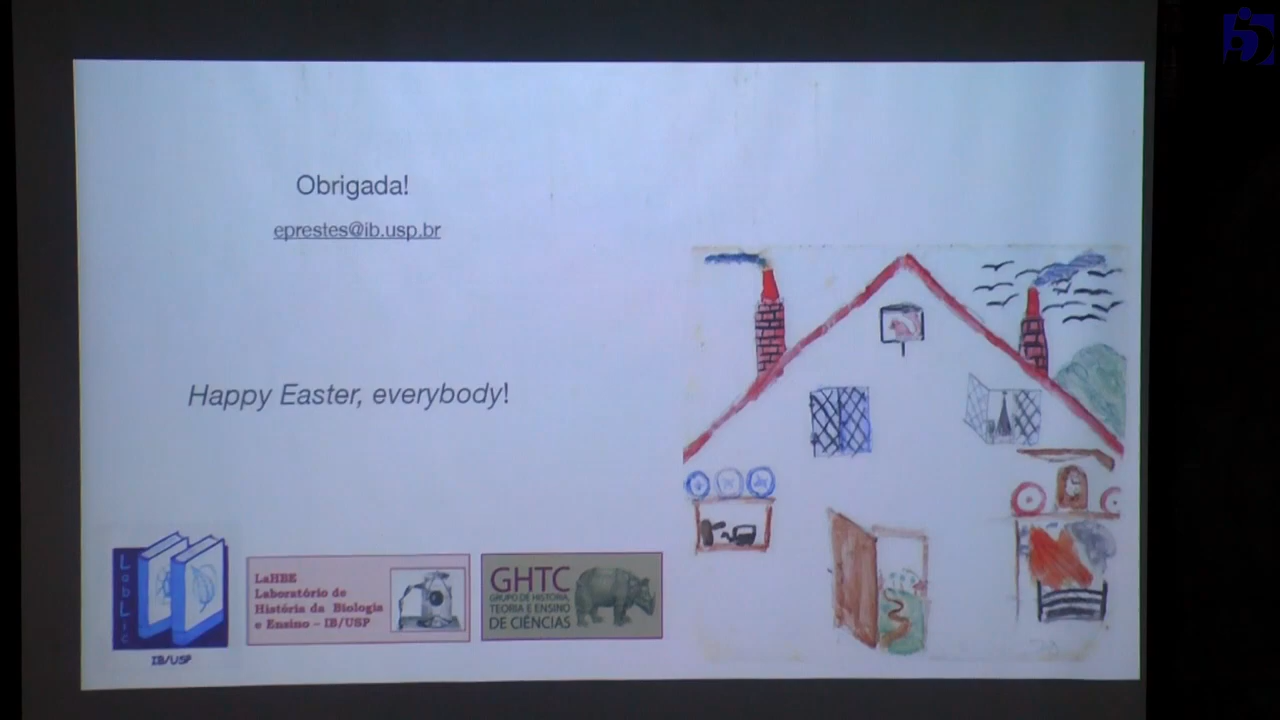 Obrigada!
eprestes@ib.usp.br
Happy Easter, everybody!
LabLic
IB/USP
LaHBE
Laboratório de
História da Biologia
e Ensino – IB/USP
GHTC
GRUPO DE HISTÓRIA,
TEORIA E ENSINO
DE CIÊNCIAS